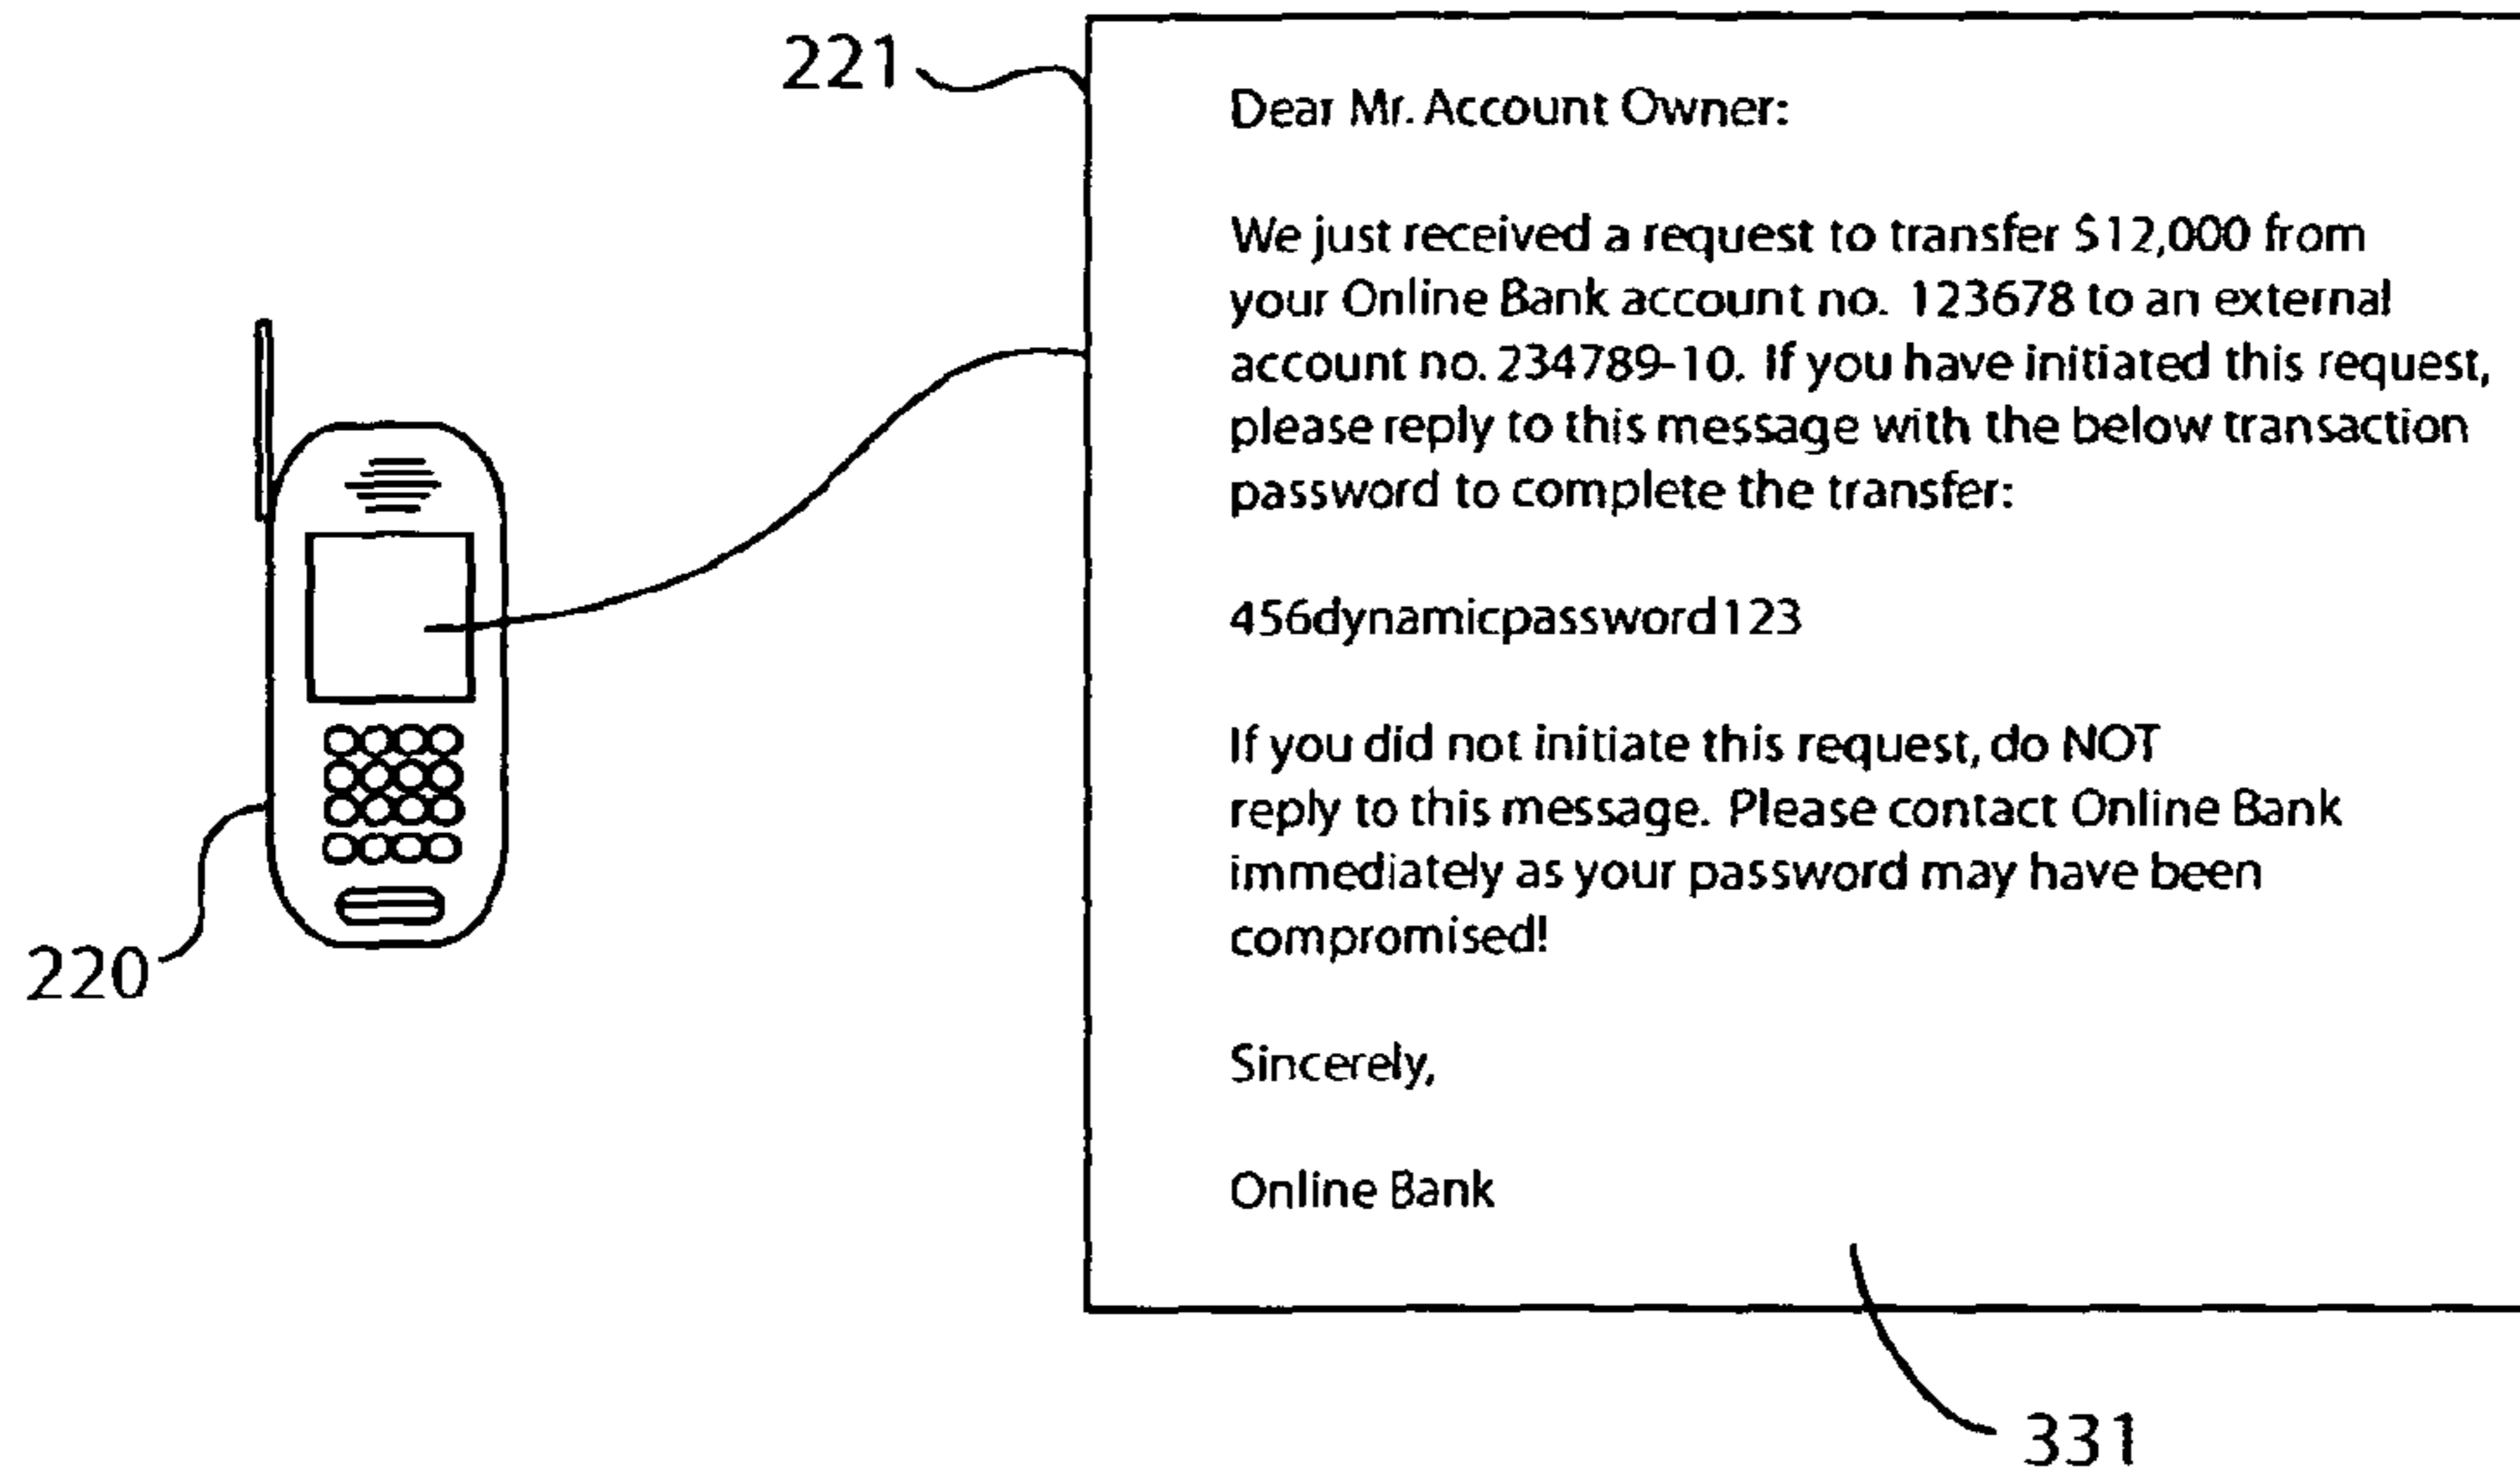 221
Dear Mr. Account Owner:
We just received a request to transfer $12,000 from
your Online Bank account no. 123678 to an external
account no. 234789-10. If you have initiated this request,
please reply to this message with the below transaction
password to complete the transfer:
456dynamicpassword123
If you did not initiate this request, do NOT
reply to this message. Please contact Online Bank
immediately as your password may have been
compromised!
Sincerely,
Online Bank
220
331